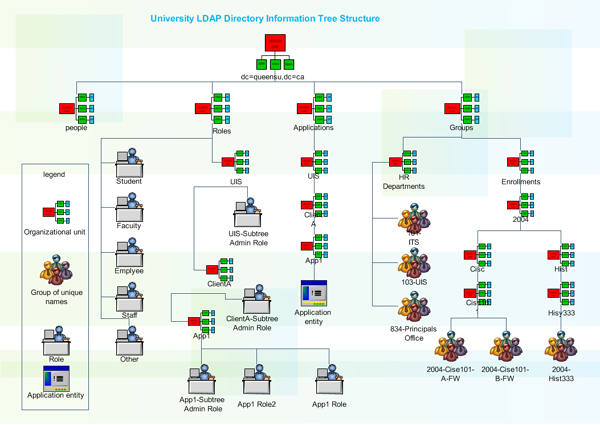 University LDAP Directory Information Tree Structure
dc=queensu,dc=ca
people
Roles
Applications
Groups
legend
Organizational unit
Group of unique
names
Role
Application entity
Student
Faculty
Emplyee
Staff
Other
UIS
UIS-Subtree
Admin Role
ClientA
ClientA-Subtree
Admin Role
App1
App1-Subtree
Admin Role
App1 Role2
App1 Role
UIS
Client
A
App1
Application
entity
HR
Departments
ITS
103-UIS
834-Principals
Office
Enrollments
2004
Cisc
Hist
Hisy333
2004-Cise101-
A-FW
2004-Cise101-
B-FW
2004-
Hist333